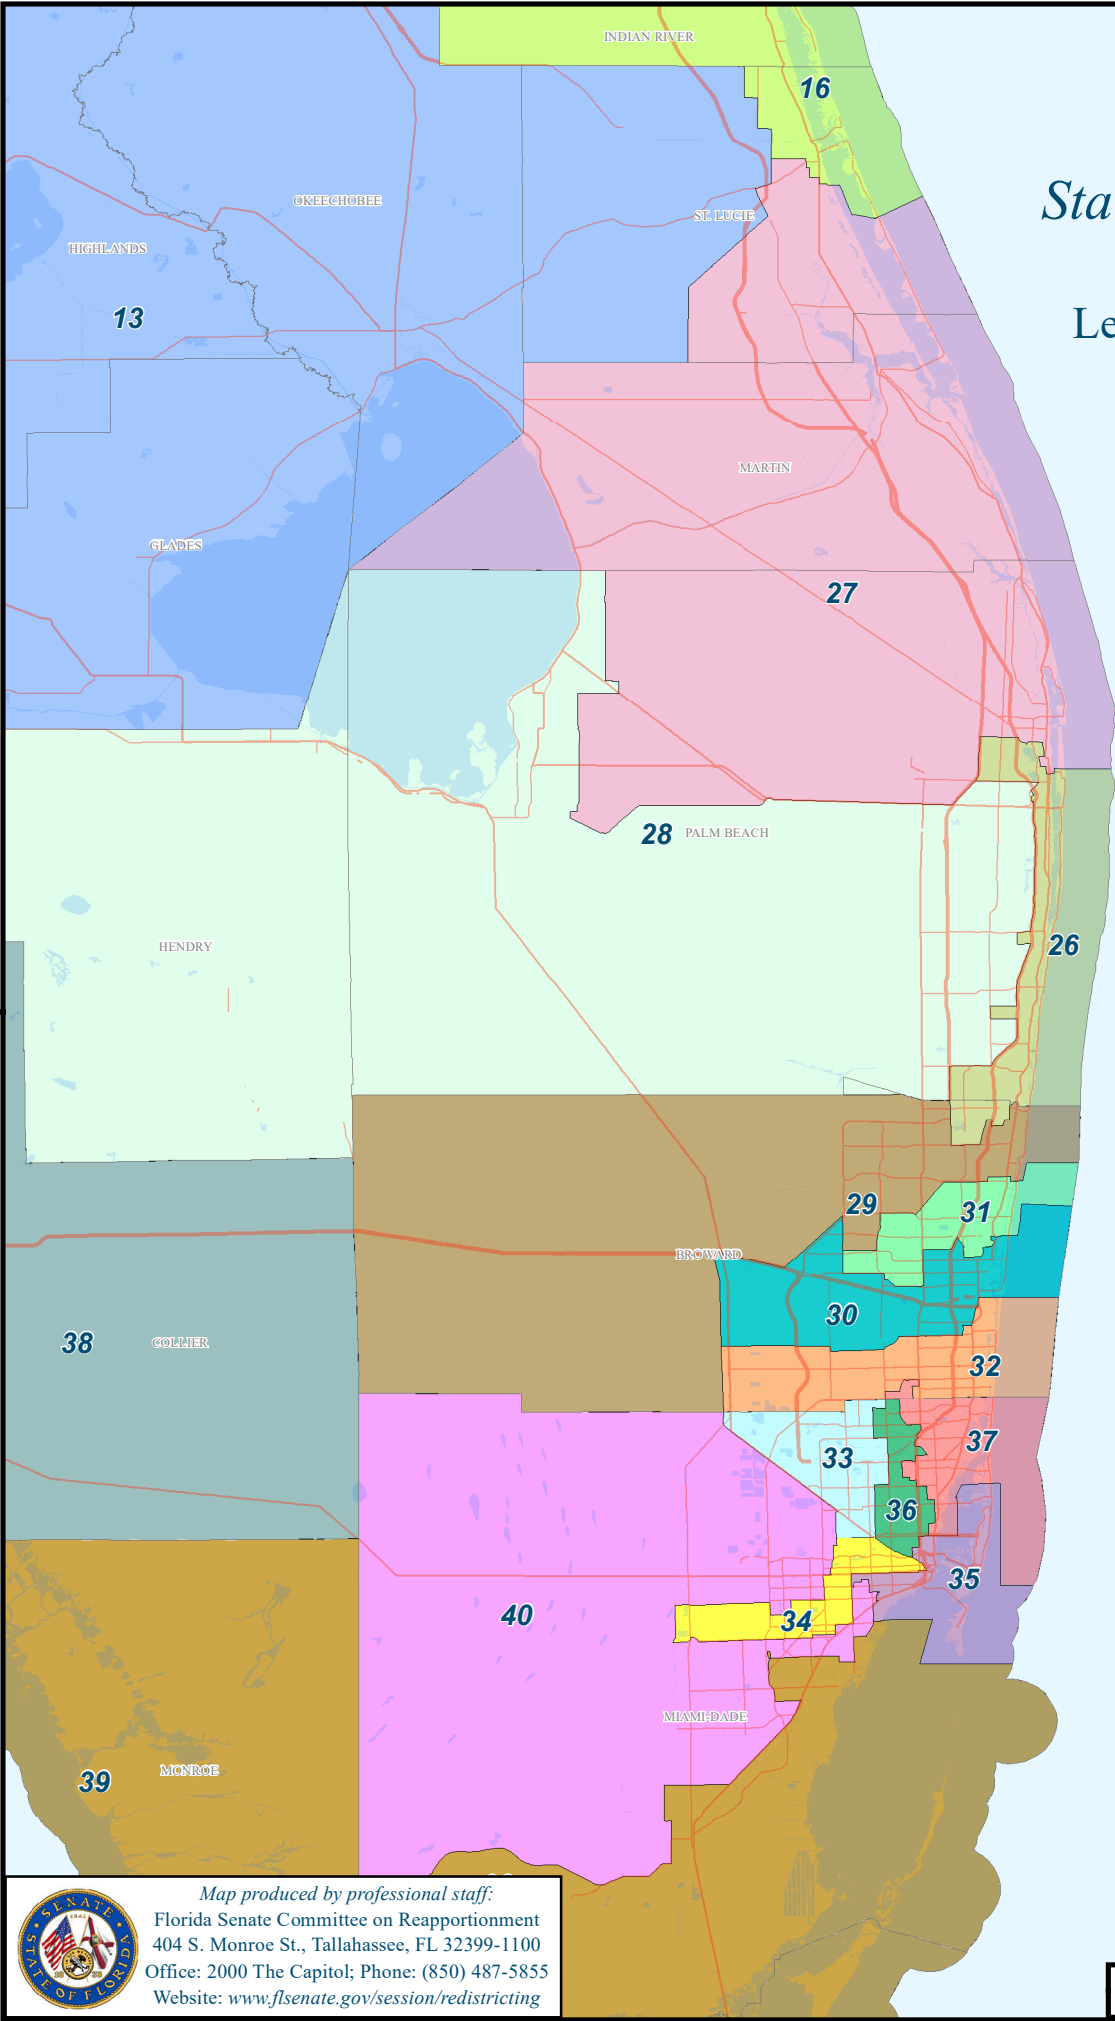 INDIAN RIVER
16
Sta
OKEECHOBEE
ST. LUCIE
HIGHLANDS
13
Le
MARTIN
GLADES
27
28 PALM BEACH
HENDRY
26
29
31
BROWARD
30
38 COLLIER
32
37
33
36
35
40
34
MIAMI-DADE
39 MONROE
SENATE
STATE OF FLORIDA
Map produced by professional staff:
Florida Senate Committee on Reapportionment
404 S. Monroe St., Tallahassee, FL 32399-1100
Office: 2000 The Capitol; Phone: (850) 487-5855
Website: www.flsenate.gov/session/redistricting